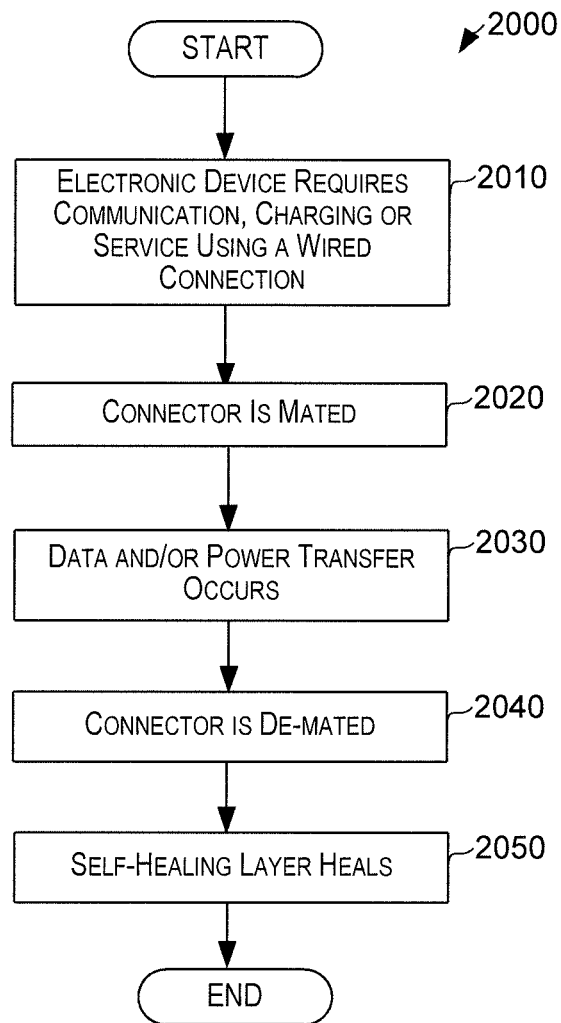 START
2000
ELECTRONIC DEVICE REQUIRES
COMMUNICATION, CHARGING OR
SERVICE USING A WIRED
CONNECTION
2010
CONNECTOR IS MATED
2020
DATA AND/OR POWER TRANSFER
OCCURS
2030
CONNECTOR IS DE-MATED
2040
SELF-HEALING LAYER HEALS
2050
END